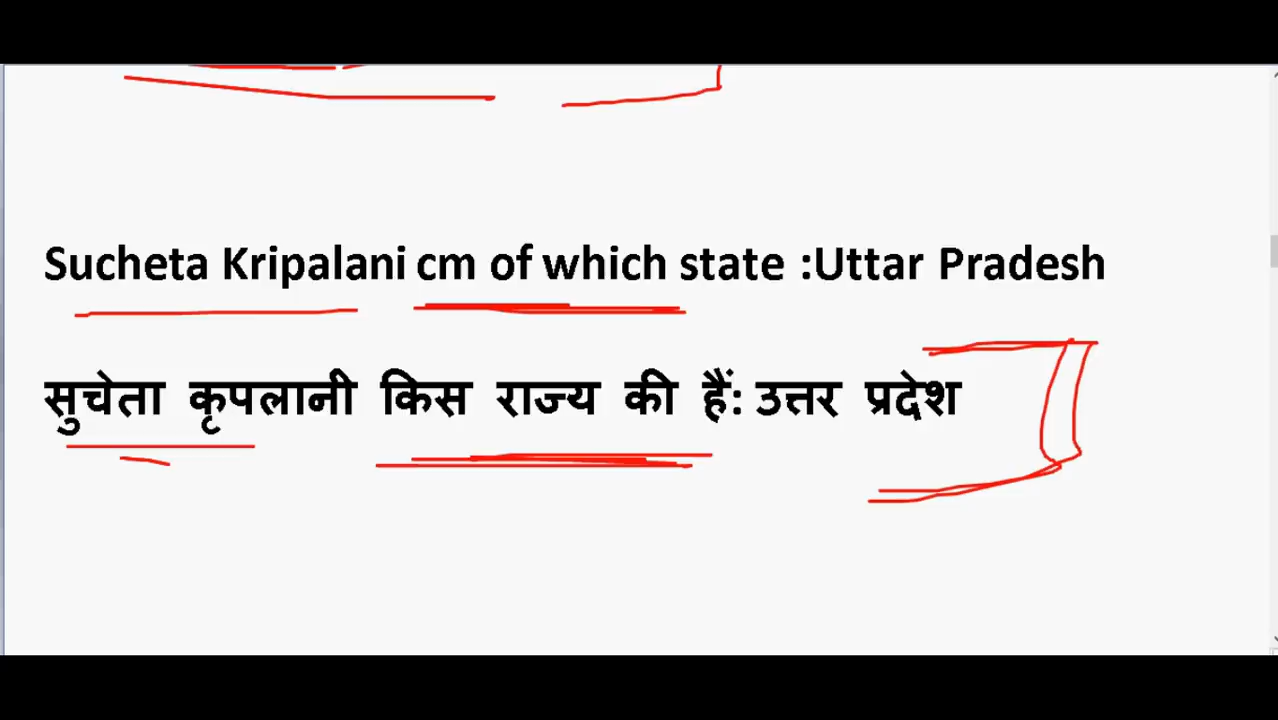 Sucheta Kripalani cm of which state :Uttar Pradesh
सुचेता कृपलानी किस राज्य की हैं: उत्तर प्रदेश